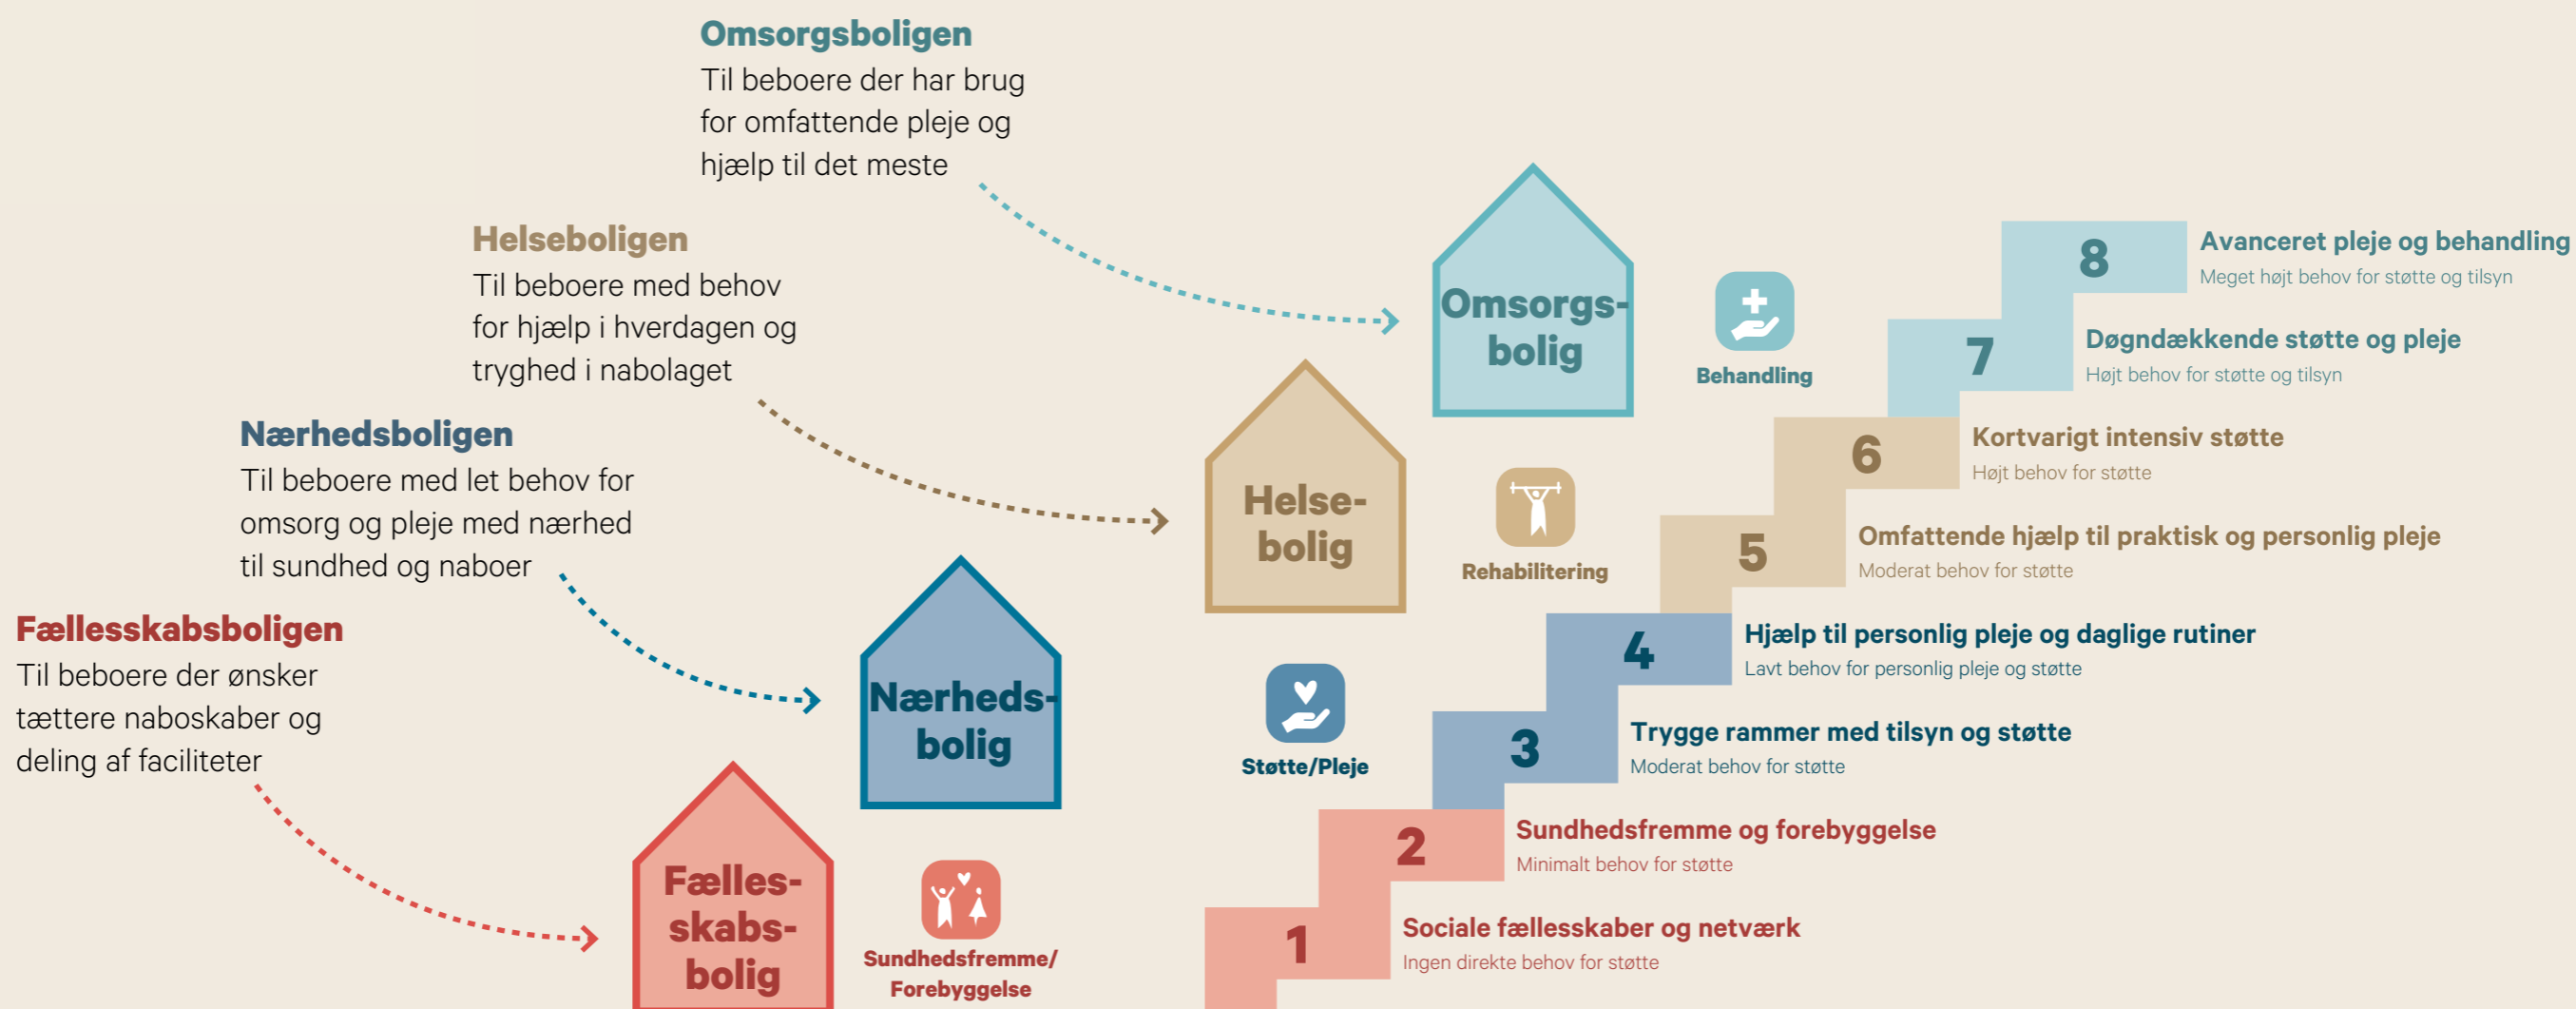 Omsorgsboligen
Til beboere der har brug
for omfattende pleje og
hjælp til det meste
Helseboligen
Til beboere med behov
for hjælp i hverdagen og
tryghed i nabolaget
Nærhedsboligen
Til beboere med let behov for
omsorg og pleje med nærhed
til sundhed og naboer
Fællesskabsboligen
Til beboere der ønsker
tættere naboskaber og
deling af faciliteter
Omsorgs-
bolig
Behandling
Helse-
bolig
Rehabilitering
Nærheds-
bolig
Støtte/Pleje
Fælles-
skabs-
bolig
Sundhedsfremme/
Forebyggelse
8
Avanceret pleje og behandling
Meget højt behov for støtte og tilsyn
7
Døgndækkende støtte og pleje
Højt behov for støtte og tilsyn
6
Kortvarigt intensiv støtte
Højt behov for støtte
5
Omfattende hjælp til praktisk og personlig pleje
Moderat behov for støtte
4
Hjælp til personlig pleje og daglige rutiner
Lavt behov for personlig pleje og støtte
3
Trygge rammer med tilsyn og støtte
Moderat behov for støtte
2
Sundhedsfremme og forebyggelse
Minimalt behov for støtte
1
Sociale fællesskaber og netværk
Ingen direkte behov for støtte